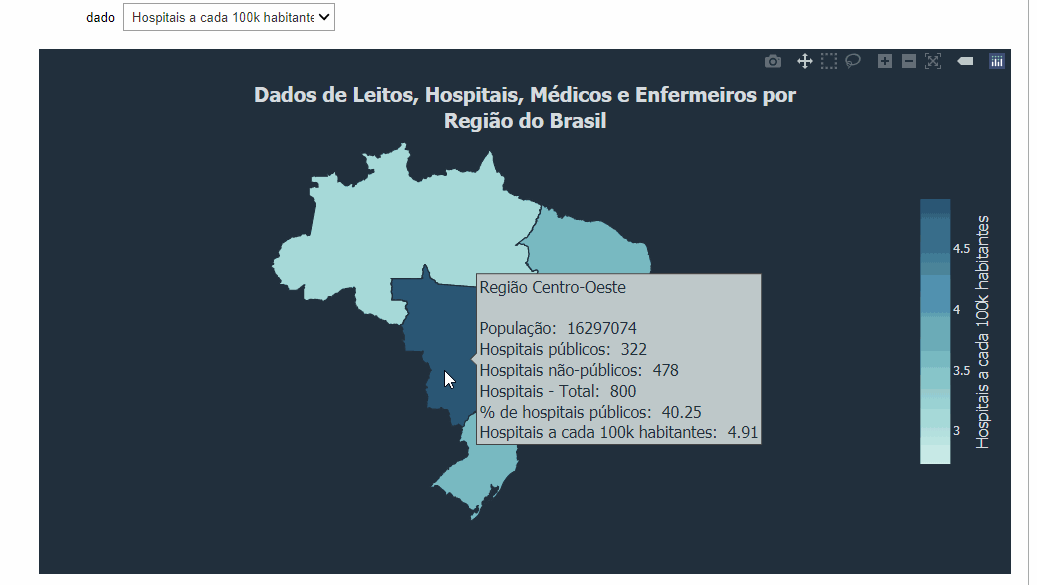 dado
Hospitais a cada 100k habitante
Dados de Leitos, Hospitais, Médicos e Enfermeiros por
Região do Brasil
Região Centro-Oeste
População: 16297074
Hospitais públicos: 322
Hospitais não-públicos: 478
Hospitais - Total: 800
% de hospitais públicos: 40.25
Hospitais a cada 100k habitantes: 4.91
4.5
4
3.5
3
Hospitais a cada 100k habitantes